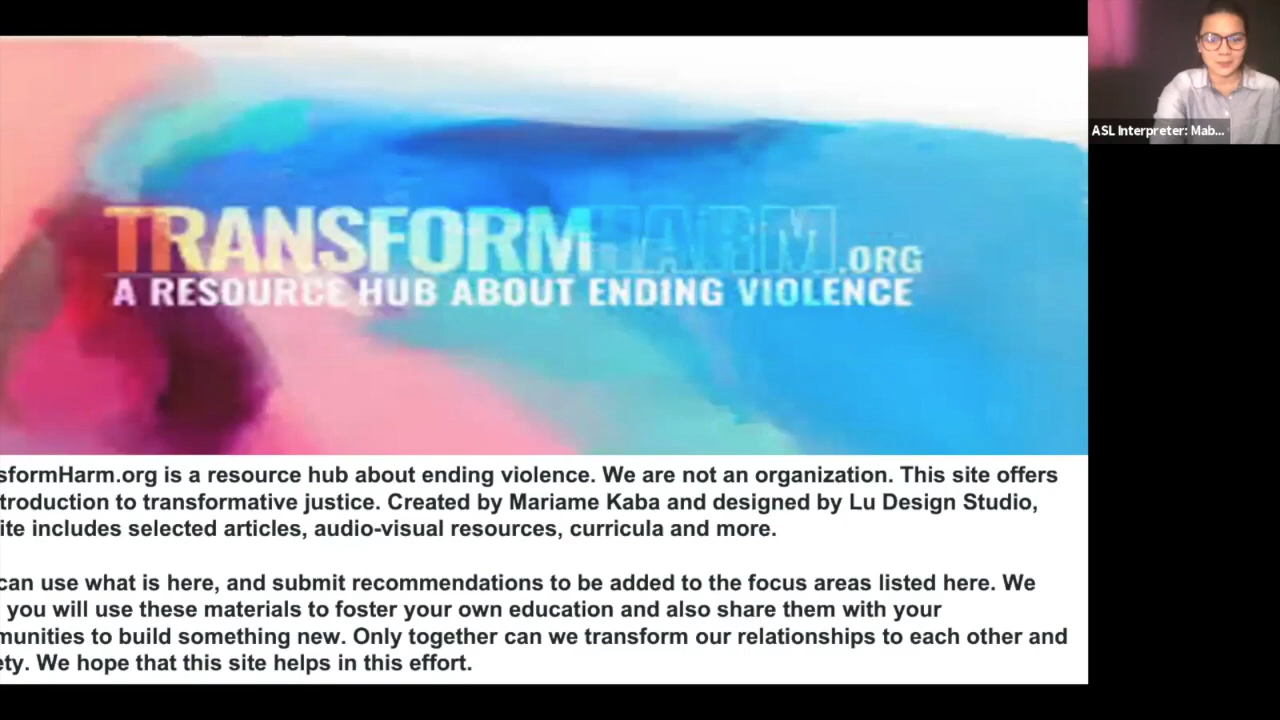 TRANSFORMHARM.ORG
A RESOURCE HUB ABOUT ENDING VIOLENCE
sformHarm.org is a resource hub about ending violence. We are not an organization. This site offers
troduction to transformative justice. Created by Mariame Kaba and designed by Lu Design Studio,
ite includes selected articles, audio-visual resources, curricula and more.
can use what is here, and submit recommendations to be added to the focus areas listed here. We
you will use these materials to foster your own education and also share them with your
munities to build something new. Only together can we transform our relationships to each other and
ety. We hope that this site helps in this effort.
ASL Interpreter: Mab...